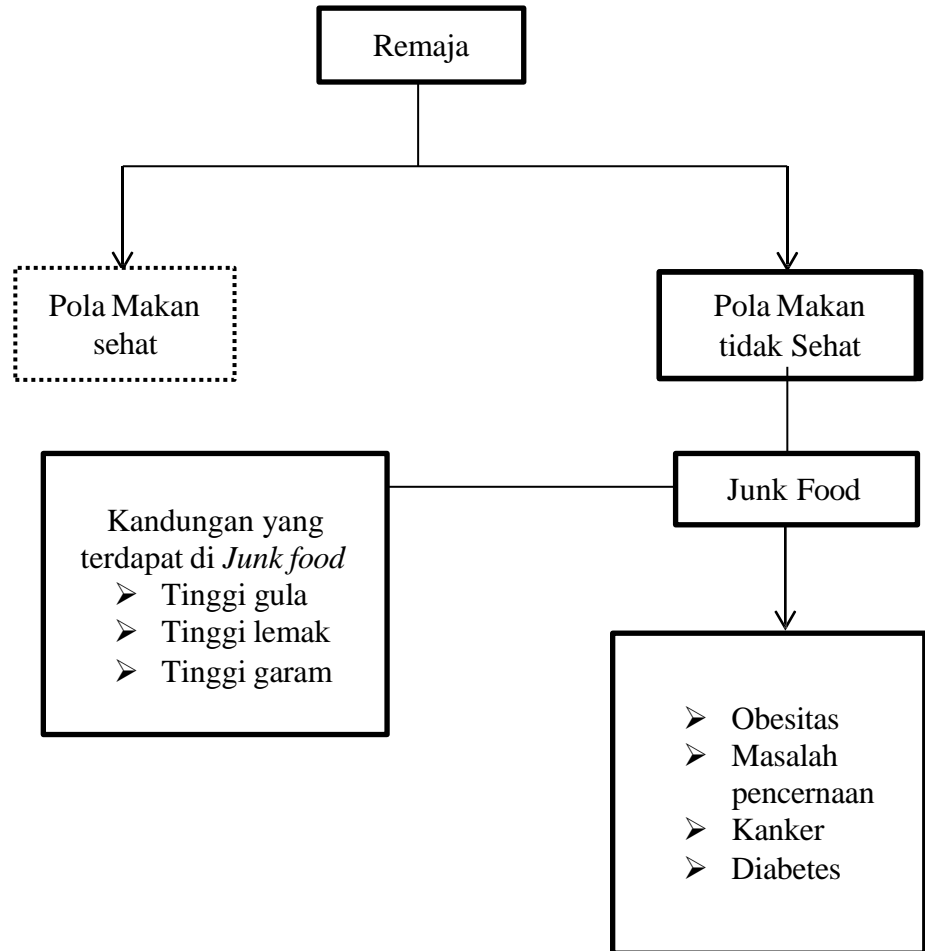 Remaja
Pola Makan
sehat
Pola Makan
tidak Sehat
Junk Food
Kandungan yang
terdapat di Junk food
➢ Tinggi gula
➢ Tinggi lemak
➢ Tinggi garam
➢ Obesitas
➢ Masalah
pencernaan
➢ Kanker
➢ Diabetes